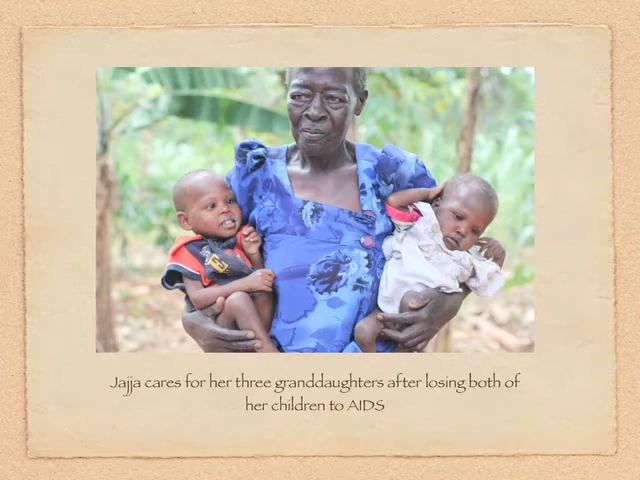 Jajja cares for her three granddaughters after losing both of
her children to AIDS